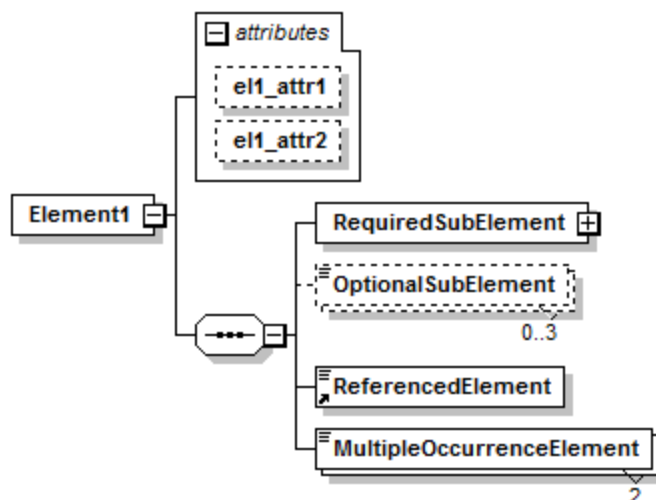 attributes
el1_attr1
el1_attr2
Element1
RequiredSubElement
OptionalSubElement
0..3
ReferencedElement
MultipleOccurrenceElement
2